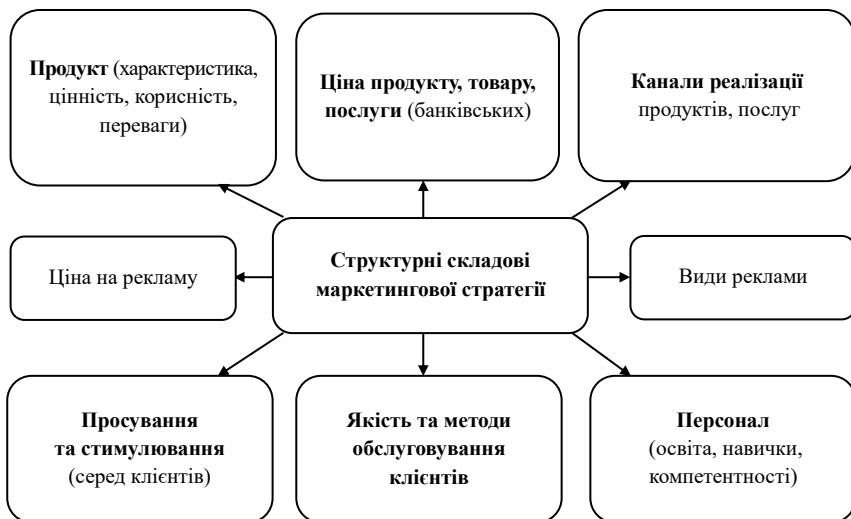 Продукт (характеристика,
цінність, корисність,
переваги)
Ціна продукту, товару,
послуги (банківських)
Канали реалізації
продуктів, послуг
Ціна на рекламу
Структурні складові
маркетингової стратегії
Види реклами
Просування
та стимулювання
(серед клієнтів)
Якість та методи
обслуговування
клієнтів
Персонал
(освіта, навички,
компетентності)